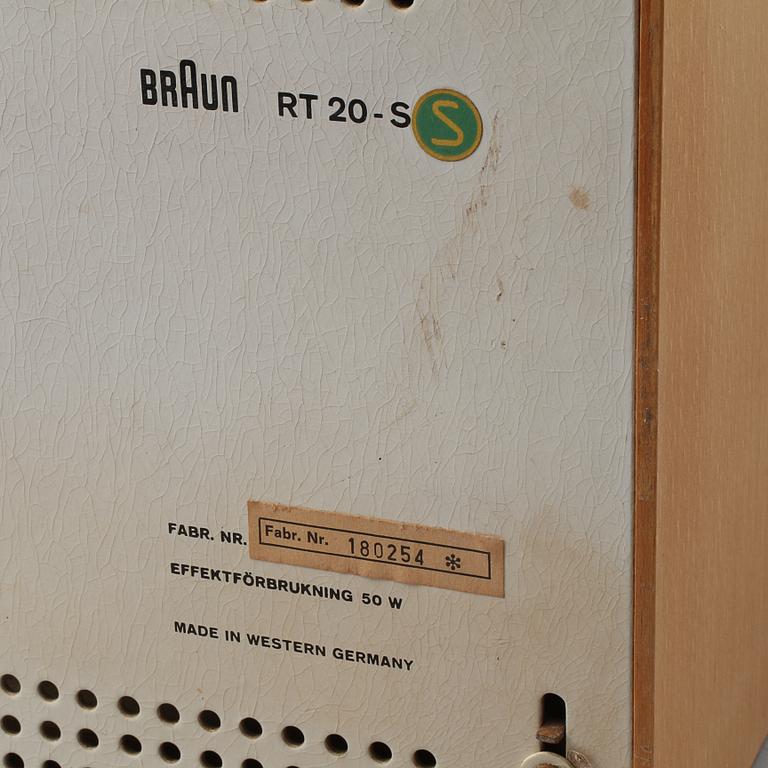 BRAUN RT 20-S S
FABR. NR. Fabr. Nr. 180254 *
EFFEKTFÖRBRUKNING 50 W
MADE IN WESTERN GERMANY